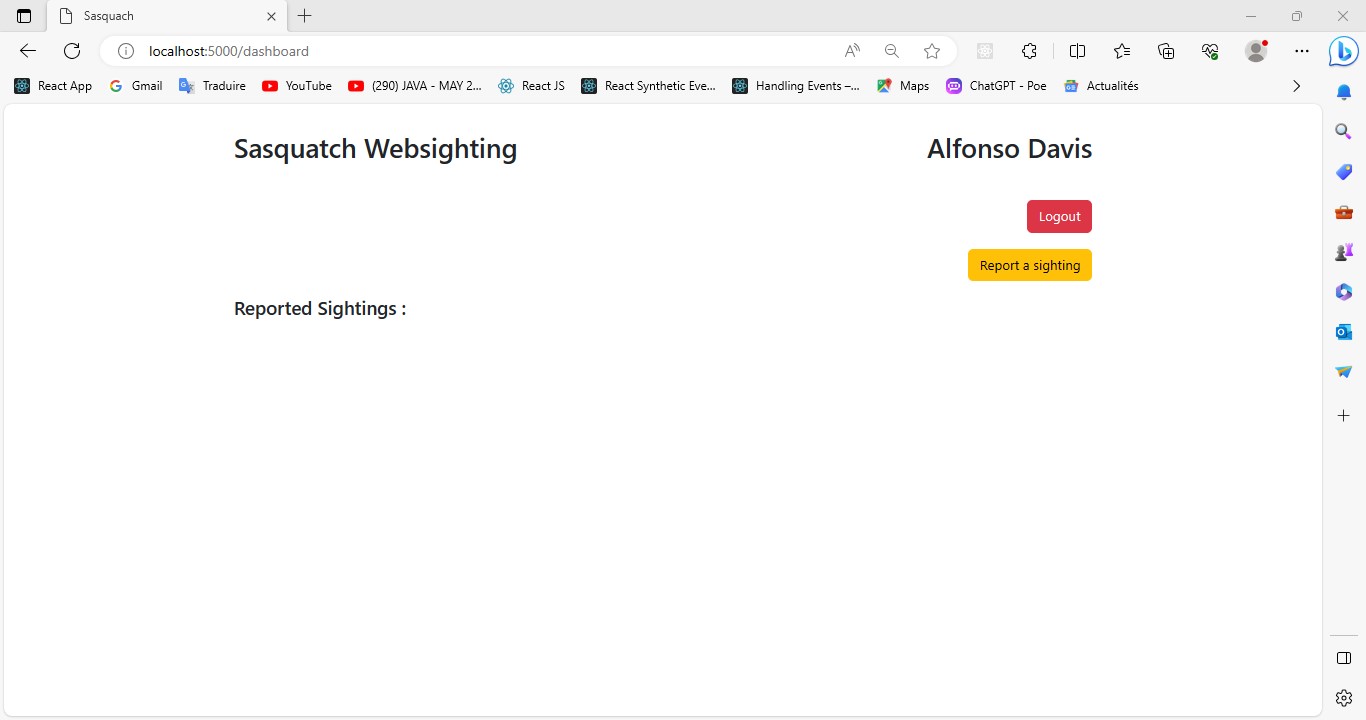 Sasquach
localhost:5000/dashboard
React App
Gmail
Traduire
YouTube
(290) JAVA - MAY 2...
React JS
React Synthetic Eve...
Handling Events –...
Maps
ChatGPT - Poe
Actualités
Sasquatch Websighting
Alfonso Davis
Logout
Report a sighting
Reported Sightings :